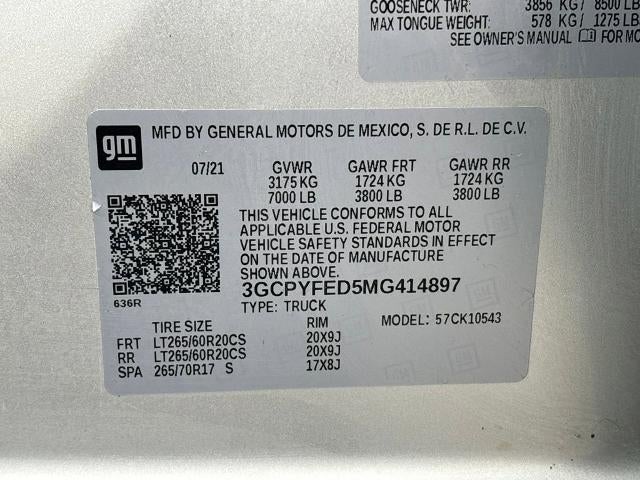 GOOSENECK TWR: 3856 KG / 8500 LB
MAX TONGUE WEIGHT: 578 KG / 1275 LB
SEE OWNER'S MANUAL FOR MO
gm
MFD BY GENERAL MOTORS DE MEXICO, S. DE R.L. DE C.V.
07/21 GVWR GAWR FRT GAWR RR
3175 KG 1724 KG 1724 KG
7000 LB 3800 LB 3800 LB
THIS VEHICLE CONFORMS TO ALL
APPLICABLE U.S. FEDERAL MOTOR
VEHICLE SAFETY STANDARDS IN EFFECT
ON THE DATE OF MANUFACTURE
SHOWN ABOVE.
636R
3GCPYFED5MG414897
TYPE: TRUCK
MODEL: 57CK10543
TIRE SIZE RIM
FRT LT265/60R20CS 20X9J
RR LT265/60R20CS 20X9J
SPA 265/70R17 S 17X8J